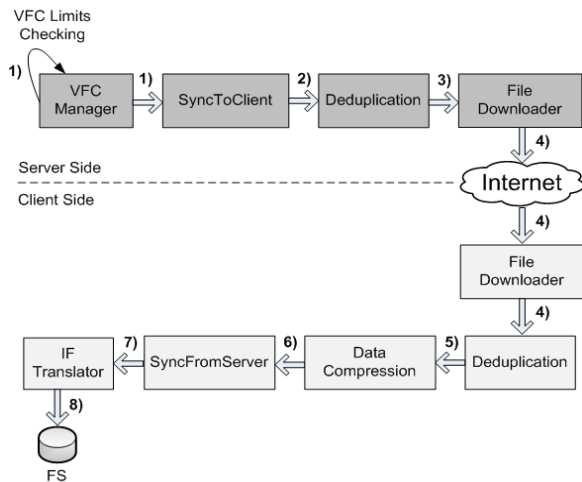 VFC Limits
Checking
1)
VFC
Manager
1)
SyncToClient
2)
Deduplication
3)
File
Downloader
4)
Server Side
Internet
Client Side
4)
File
Downloader
4)
Deduplication
5)
Data
Compression
6)
SyncFromServer
7)
IF
Translator
8)
FS